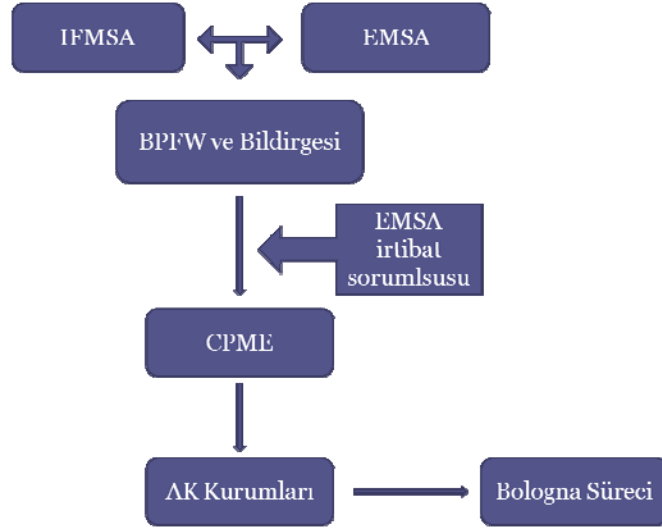 IFMSA
EMSA
BPFW ve Bildirgesi
EMSA
irtibat
sorumlsusu
CPME
AK Kurumları
Bologna Süreci